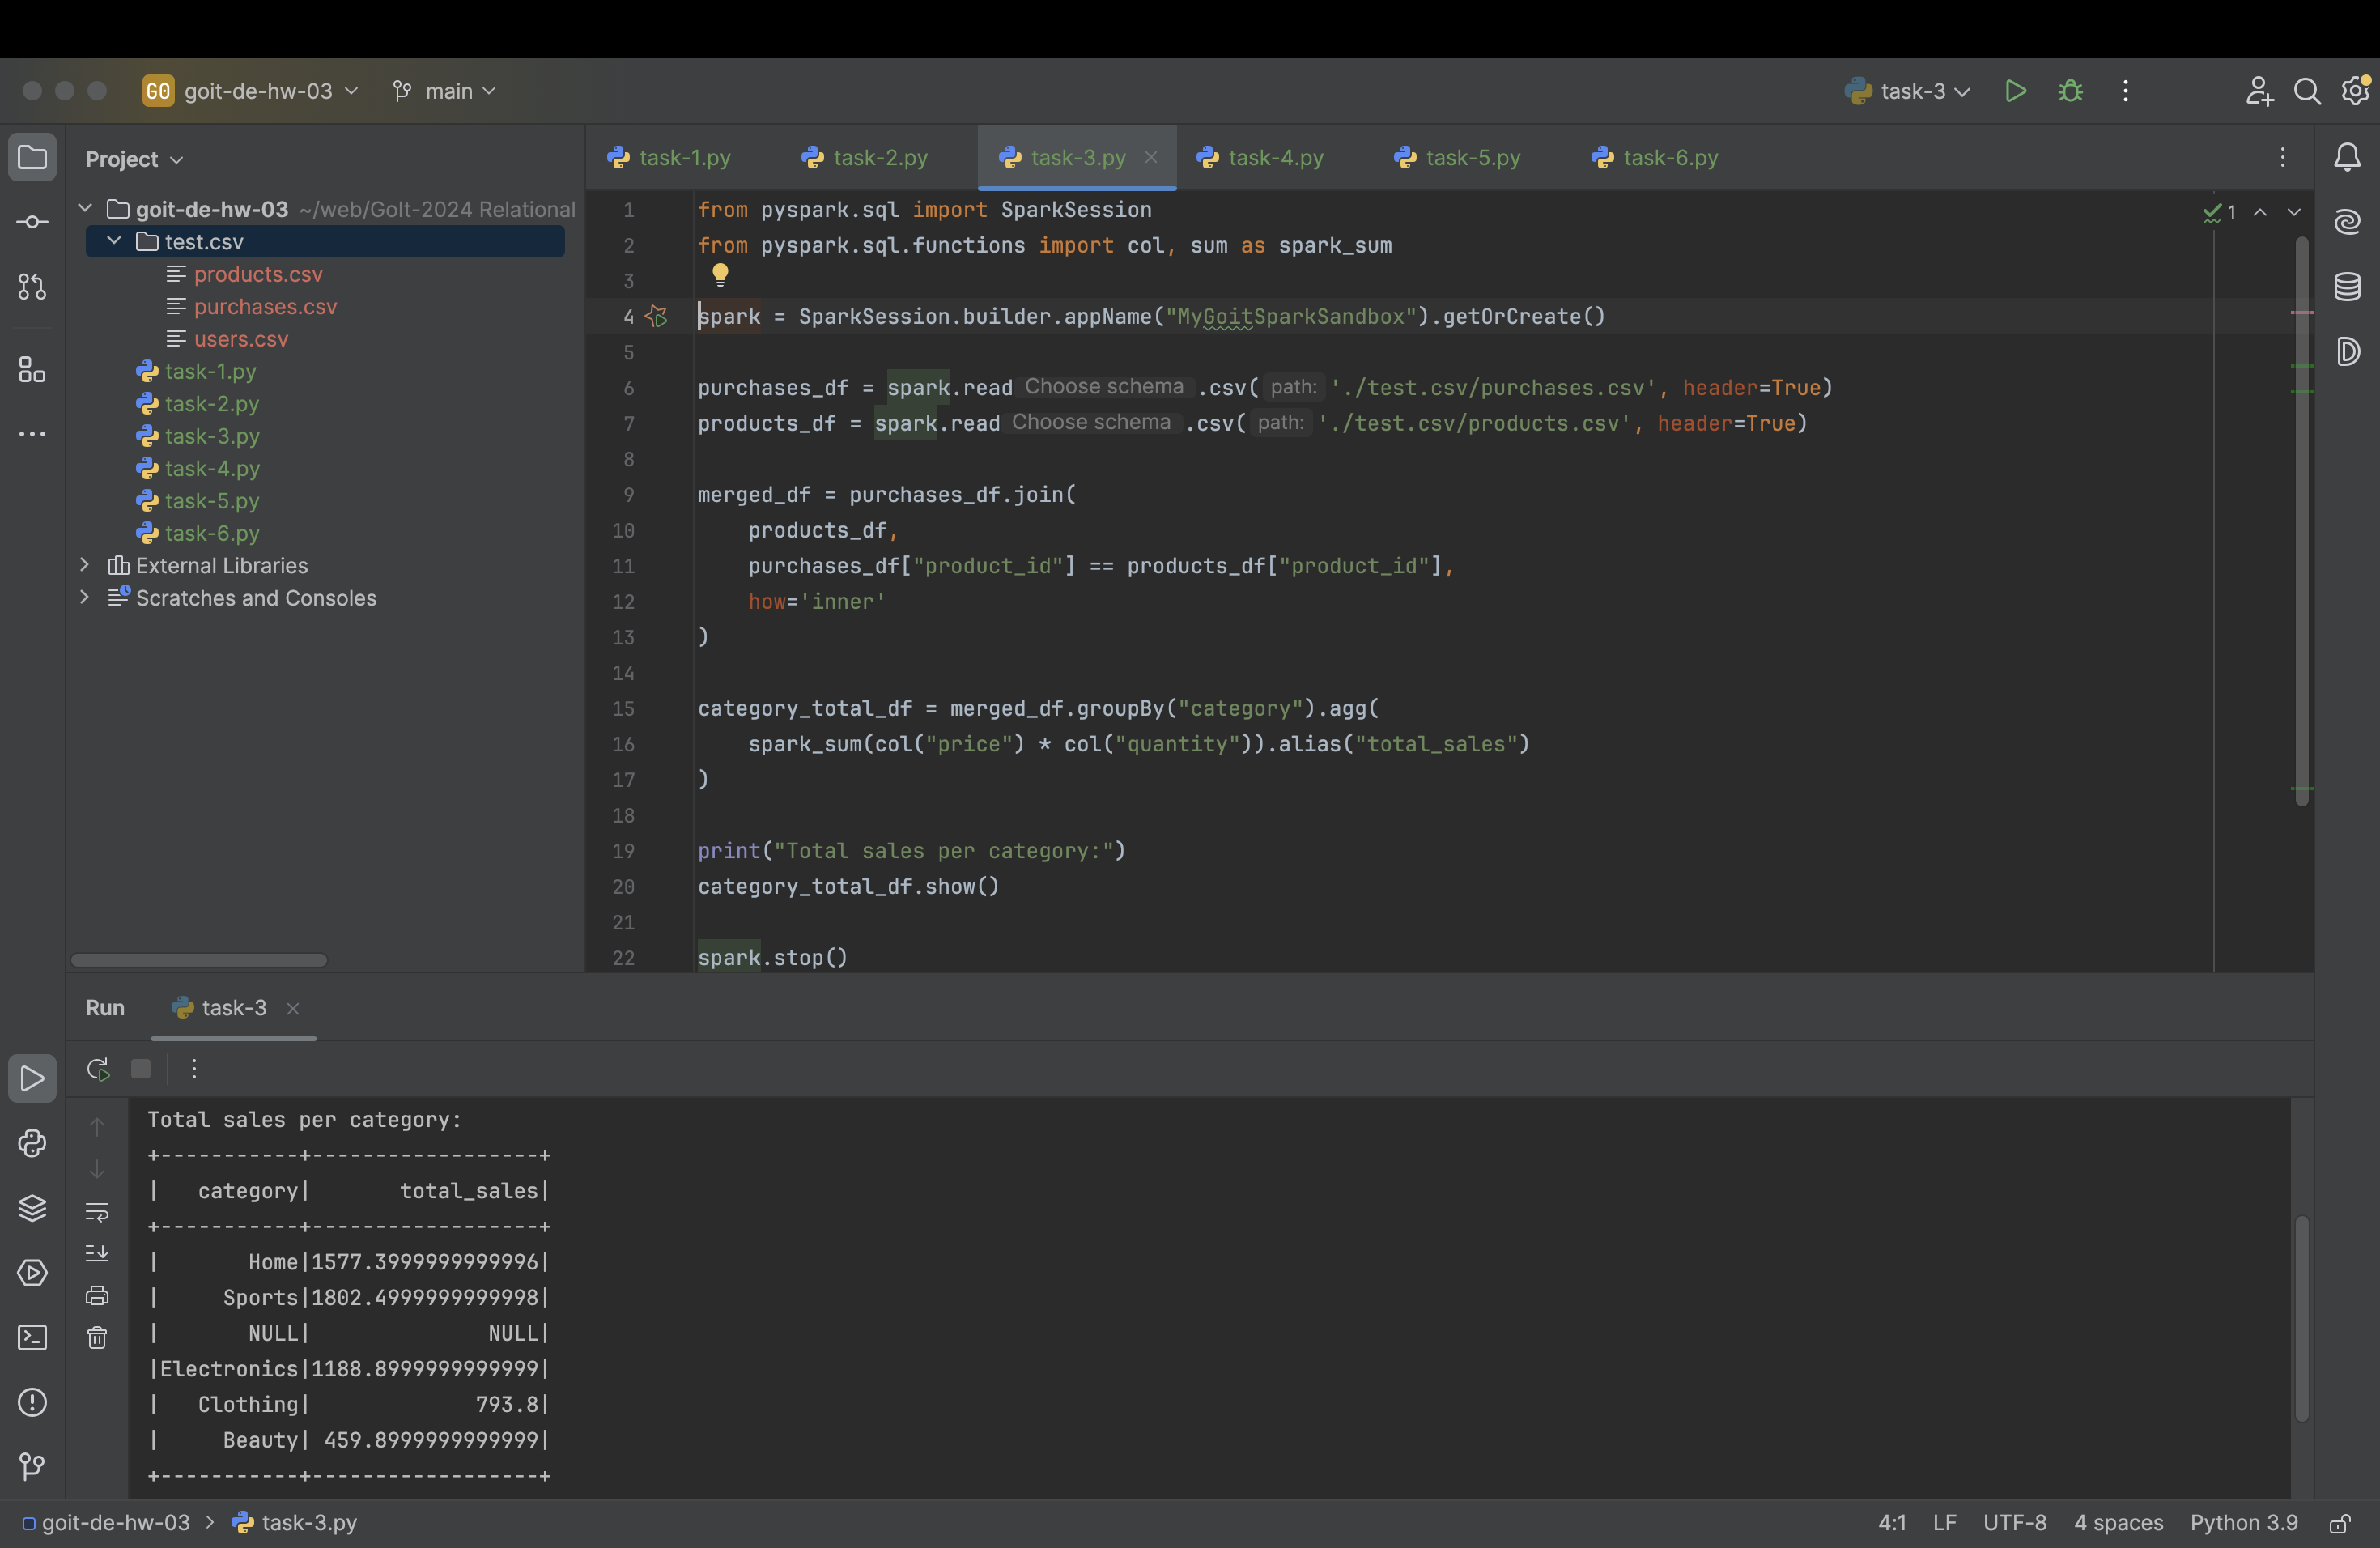 GO goit-de-hw-03 main task-3
Project
goit-de-hw-03 ~/web/GoIt-2024 Relational
test.csv
products.csv
purchases.csv
users.csv
task-1.py
task-2.py
task-3.py
task-4.py
task-5.py
task-6.py
External Libraries
Scratches and Consoles
task-1.py task-2.py task-3.py task-4.py task-5.py task-6.py
1 from pyspark.sql import SparkSession
2 from pyspark.sql.functions import col, sum as spark_sum
3
4 spark = SparkSession.builder.appName("MyGoitSparkSandbox").getOrCreate()
5
6 purchases_df = spark.read Choose schema .csv( path: './test.csv/purchases.csv', header=True)
7 products_df = spark.read Choose schema .csv( path: './test.csv/products.csv', header=True)
8
9 merged_df = purchases_df.join(
10 products_df,
11 purchases_df["product_id"] == products_df["product_id"],
12 how='inner'
13 )
14
15 category_total_df = merged_df.groupBy("category").agg(
16 spark_sum(col("price") * col("quantity")).alias("total_sales")
17 )
18
19 print("Total sales per category:")
20 category_total_df.show()
21
22 spark.stop()
1
Run task-3
Total sales per category:
+-----------+------------------+
|   category|       total_sales|
+-----------+------------------+
|       Home|1577.3999999999996|
|     Sports|1802.4999999999998|
|       NULL|              NULL|
|Electronics|1188.8999999999999|
|   Clothing|             793.8|
|     Beauty| 459.8999999999999|
+-----------+------------------+
goit-de-hw-03 > task-3.py 4:1 LF UTF-8 4 spaces Python 3.9